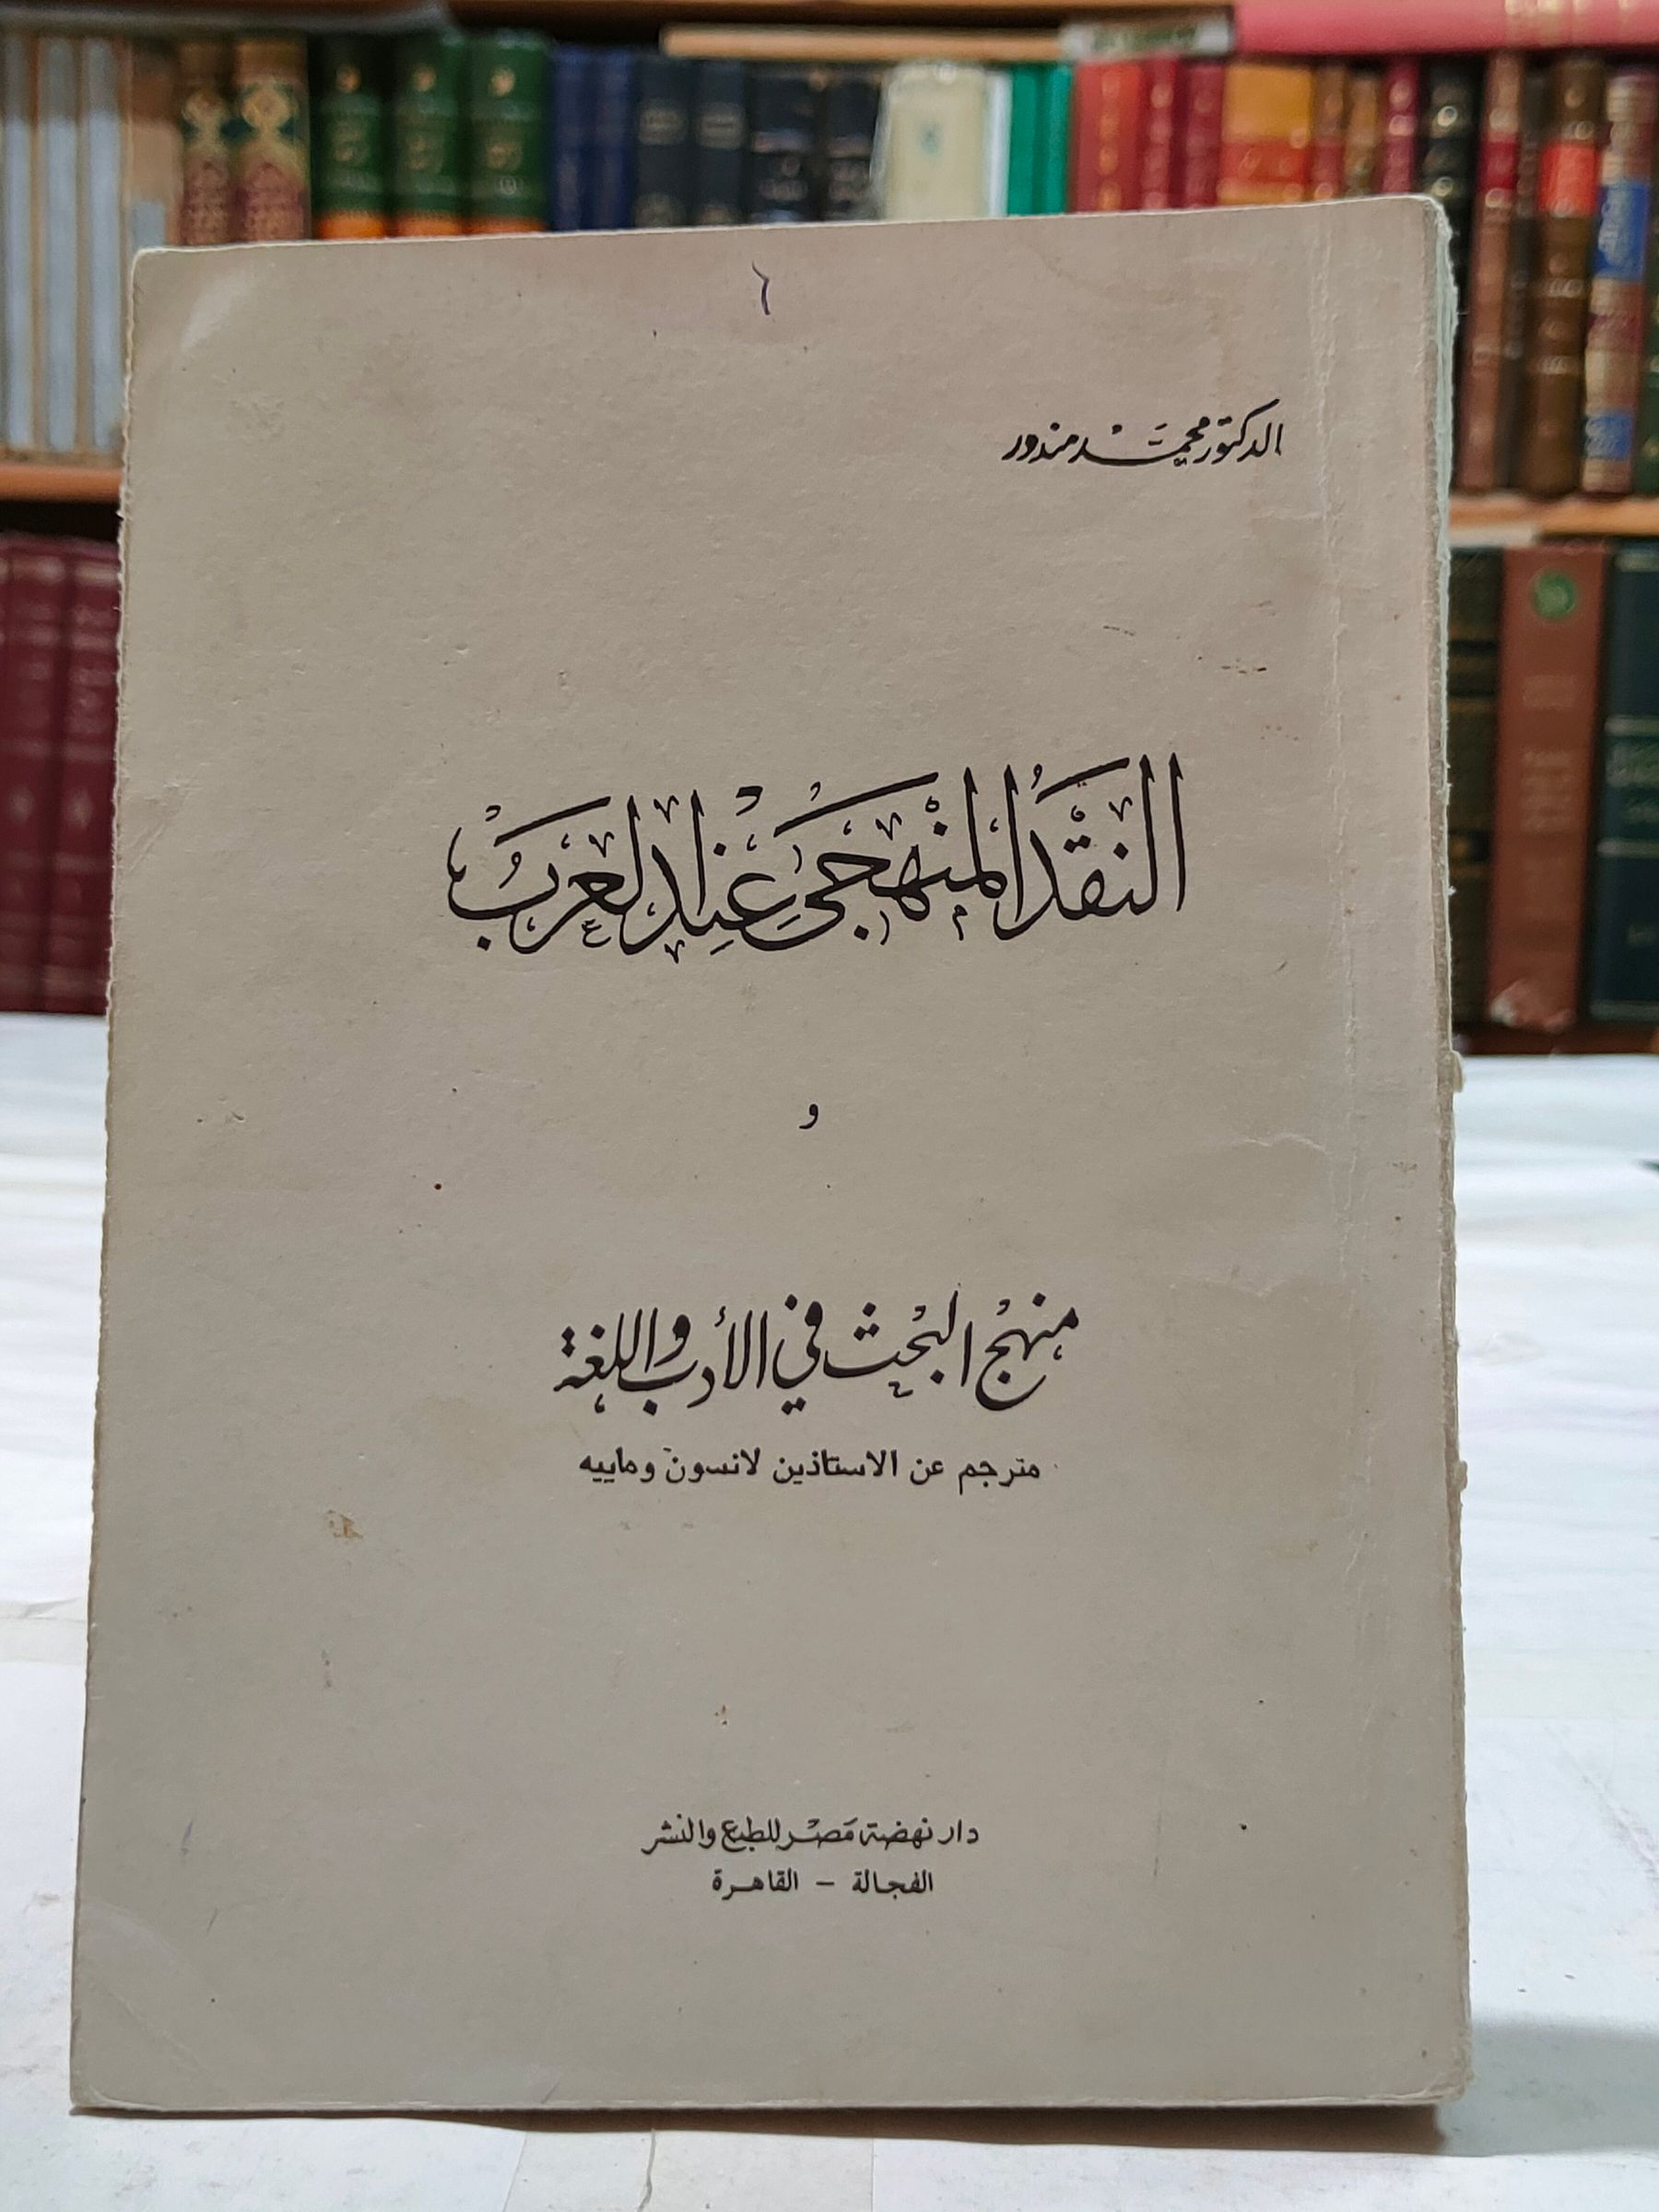 ٦
الدكتور محمد مندور
النقد المنهجى عند العرب
و
منهج البحث في الأدب واللغة
مترجم عن الاستاذين لانسون وماييه
دار نهضة مصر للطبع والنشر
الفجالة – القاهرة